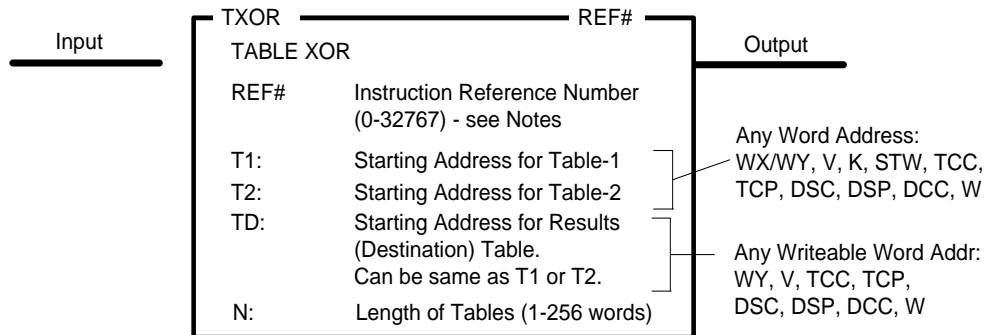 TXOR REF#
Input
Output
TABLE XOR
REF# Instruction Reference Number
(0-32767) - see Notes
T1: Starting Address for Table-1
T2: Starting Address for Table-2
TD: Starting Address for Results
(Destination) Table.
Can be same as T1 or T2.
N: Length of Tables (1-256 words)
Any Word Address:
WX/WY, V, K, STW, TCC,
TCP, DSC, DSP, DCC, W
Any Writeable Word Addr:
WY, V, TCC, TCP,
DSC, DSP, DCC, W